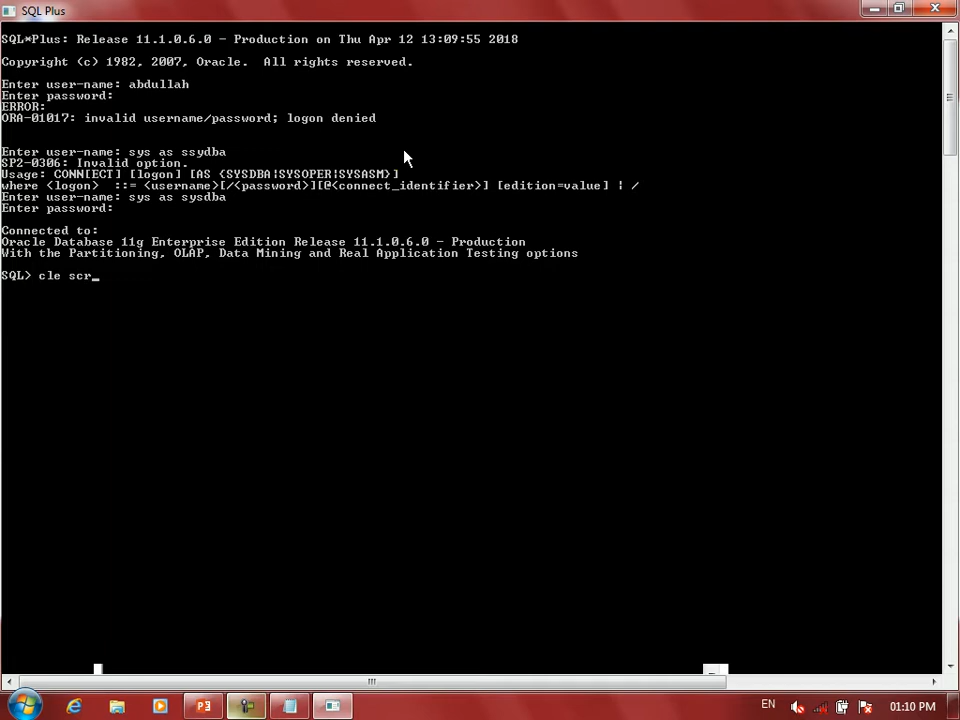 SQL Plus
SQL*Plus: Release 11.1.0.6.0 - Production on Thu Apr 12 13:09:55 2018
Copyright (c) 1982, 2007, Oracle.  All rights reserved.
Enter user-name: abdullah
Enter password:
ERROR:
ORA-01017: invalid username/password; logon denied
Enter user-name: sys as ssydba
SP2-0306: Invalid option.
Usage: CONN[ECT] [logon] [AS {SYSDBA|SYSOPER|SYSASM}]
where <logon>  ::= <username>[/<password>][@<connect_identifier>] [edition=value] | /
Enter user-name: sys as sysdba
Enter password:
Connected to:
Oracle Database 11g Enterprise Edition Release 11.1.0.6.0 - Production
With the Partitioning, OLAP, Data Mining and Real Application Testing options
SQL> cle scr_
EN
01:10 PM